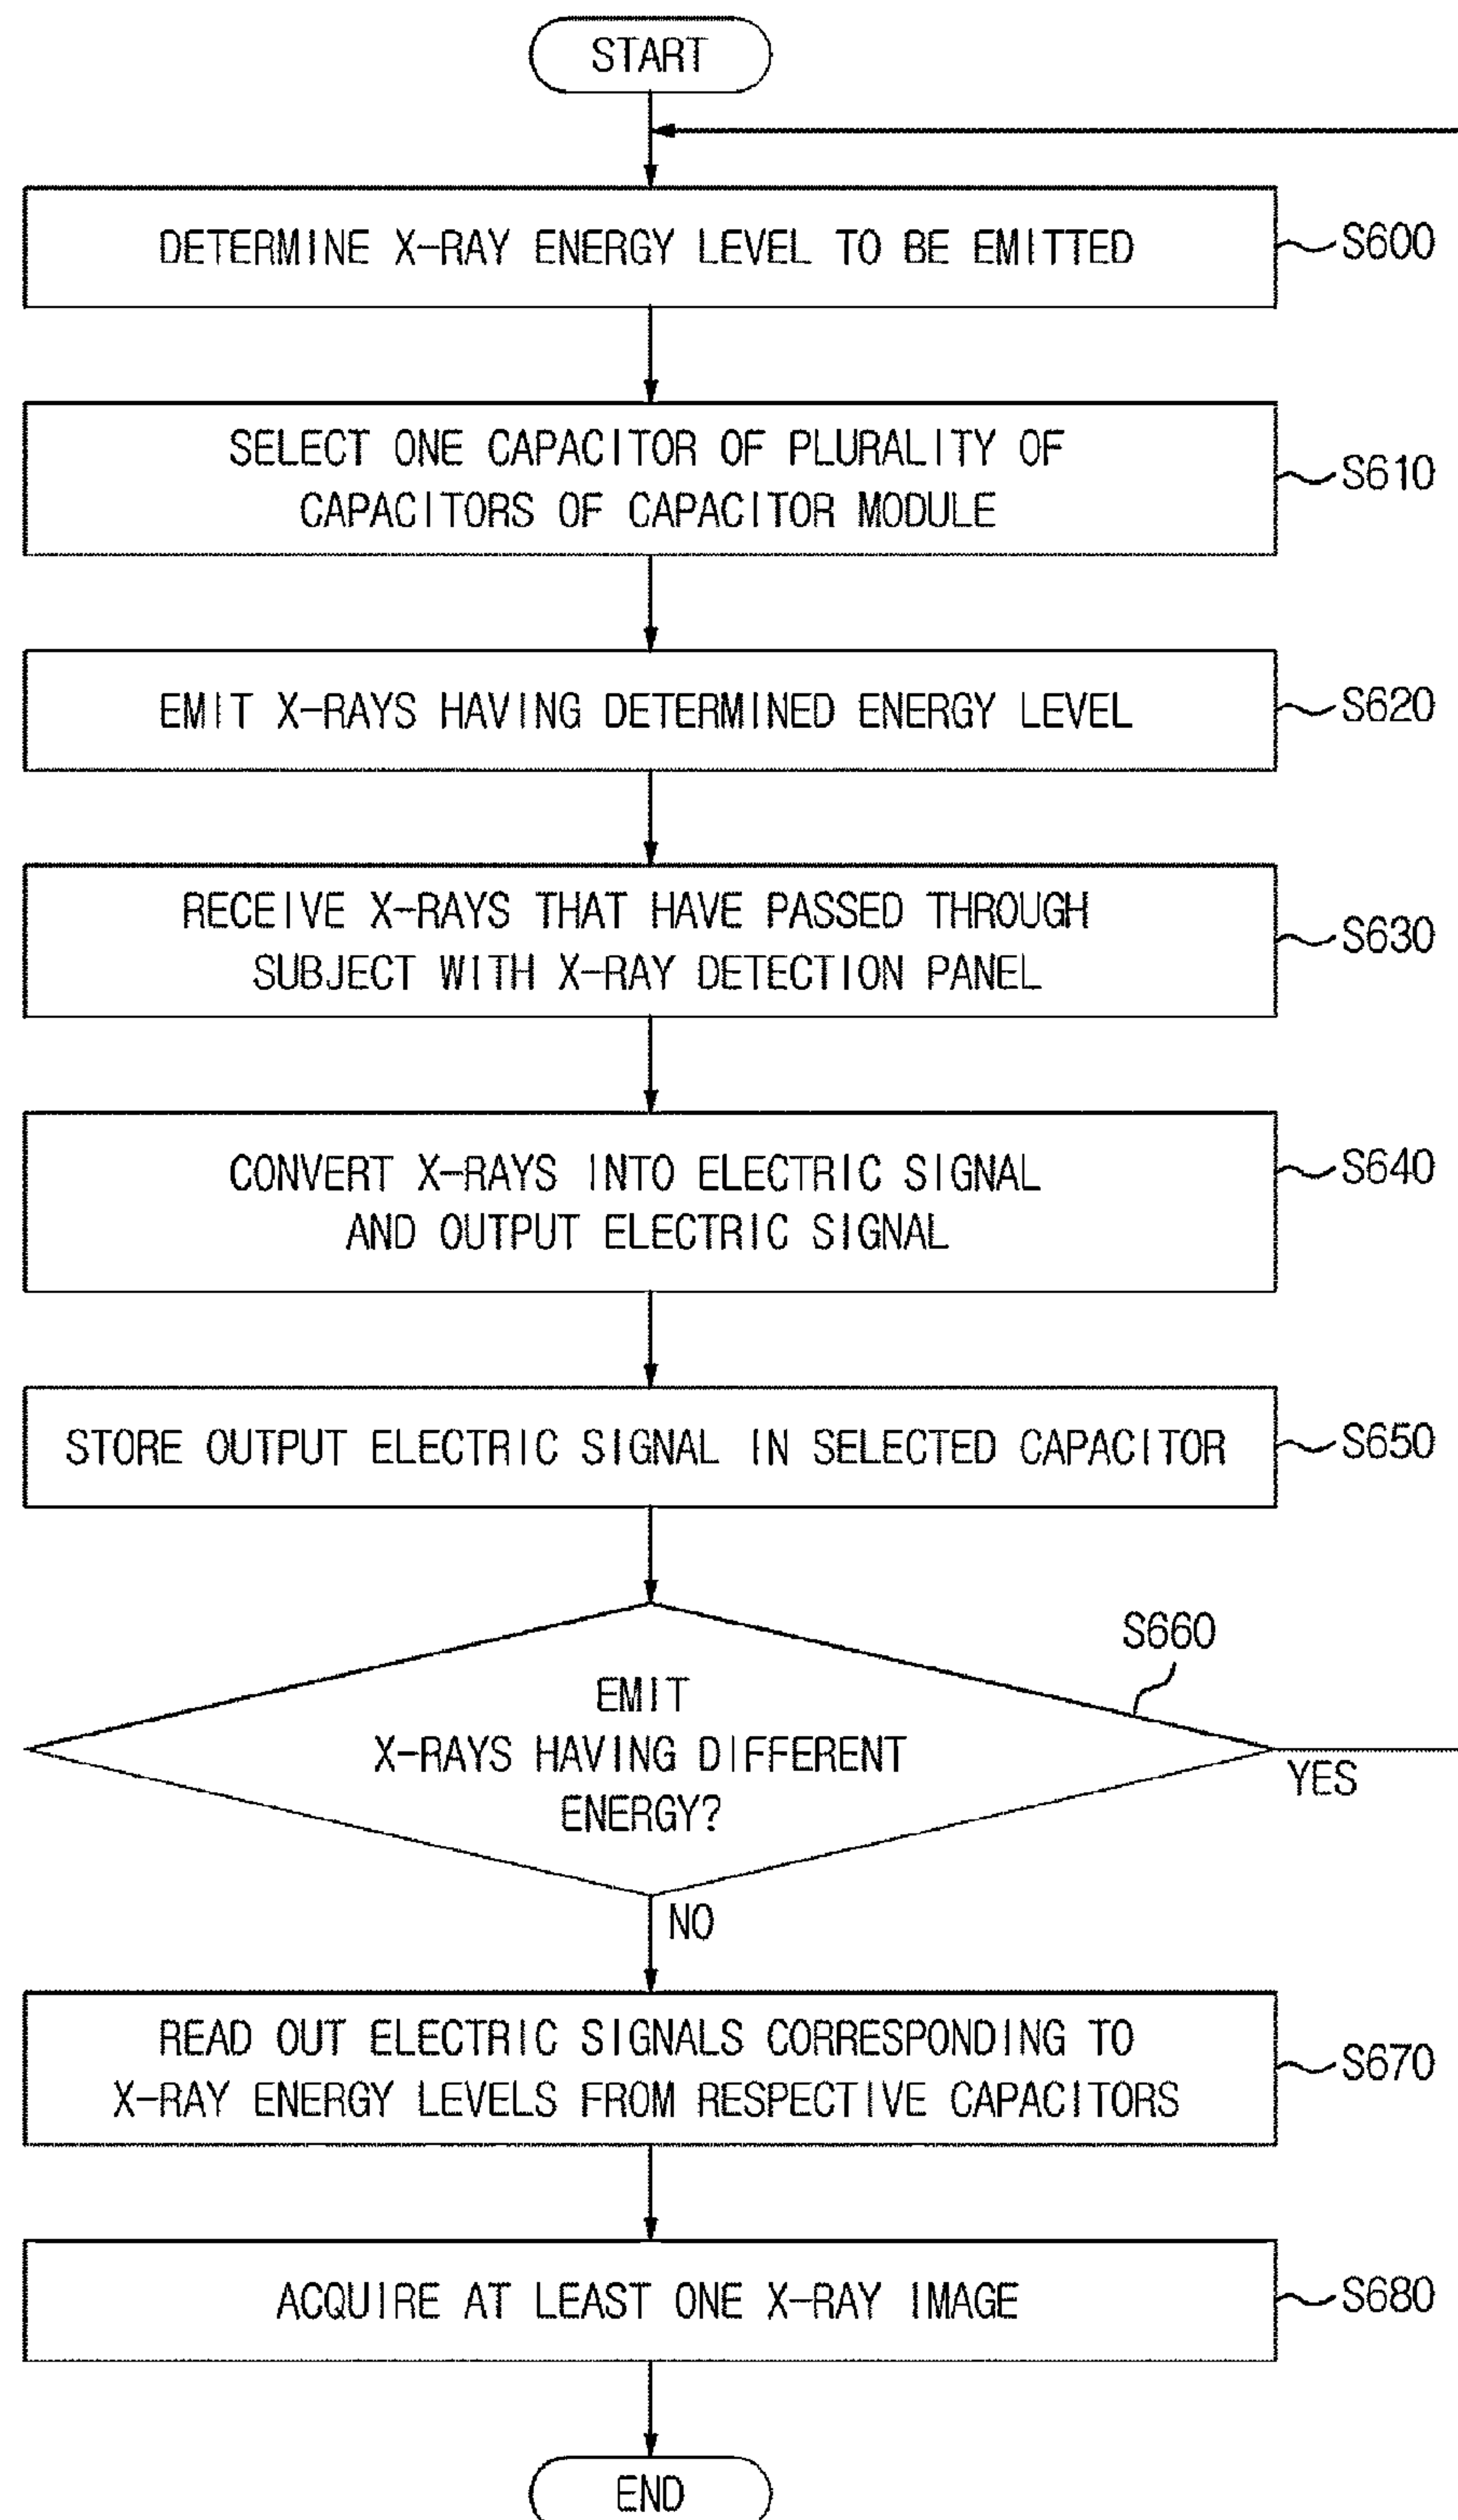 START
DETERMINE X-RAY ENERGY LEVEL TO BE EMITTED
S600
SELECT ONE CAPACITOR OF PLURALITY OF
CAPACITORS OF CAPACITOR MODULE
S610
EMIT X-RAYS HAVING DETERMINED ENERGY LEVEL
S620
RECEIVE X-RAYS THAT HAVE PASSED THROUGH
SUBJECT WITH X-RAY DETECTION PANEL
S630
CONVERT X-RAYS INTO ELECTRIC SIGNAL
AND OUTPUT ELECTRIC SIGNAL
S640
STORE OUTPUT ELECTRIC SIGNAL IN SELECTED CAPACITOR
S650
S660
EMIT
X-RAYS HAVING DIFFERENT
ENERGY?
YES
NO
READ OUT ELECTRIC SIGNALS CORRESPONDING TO
X-RAY ENERGY LEVELS FROM RESPECTIVE CAPACITORS
S670
ACQUIRE AT LEAST ONE X-RAY IMAGE
S680
END